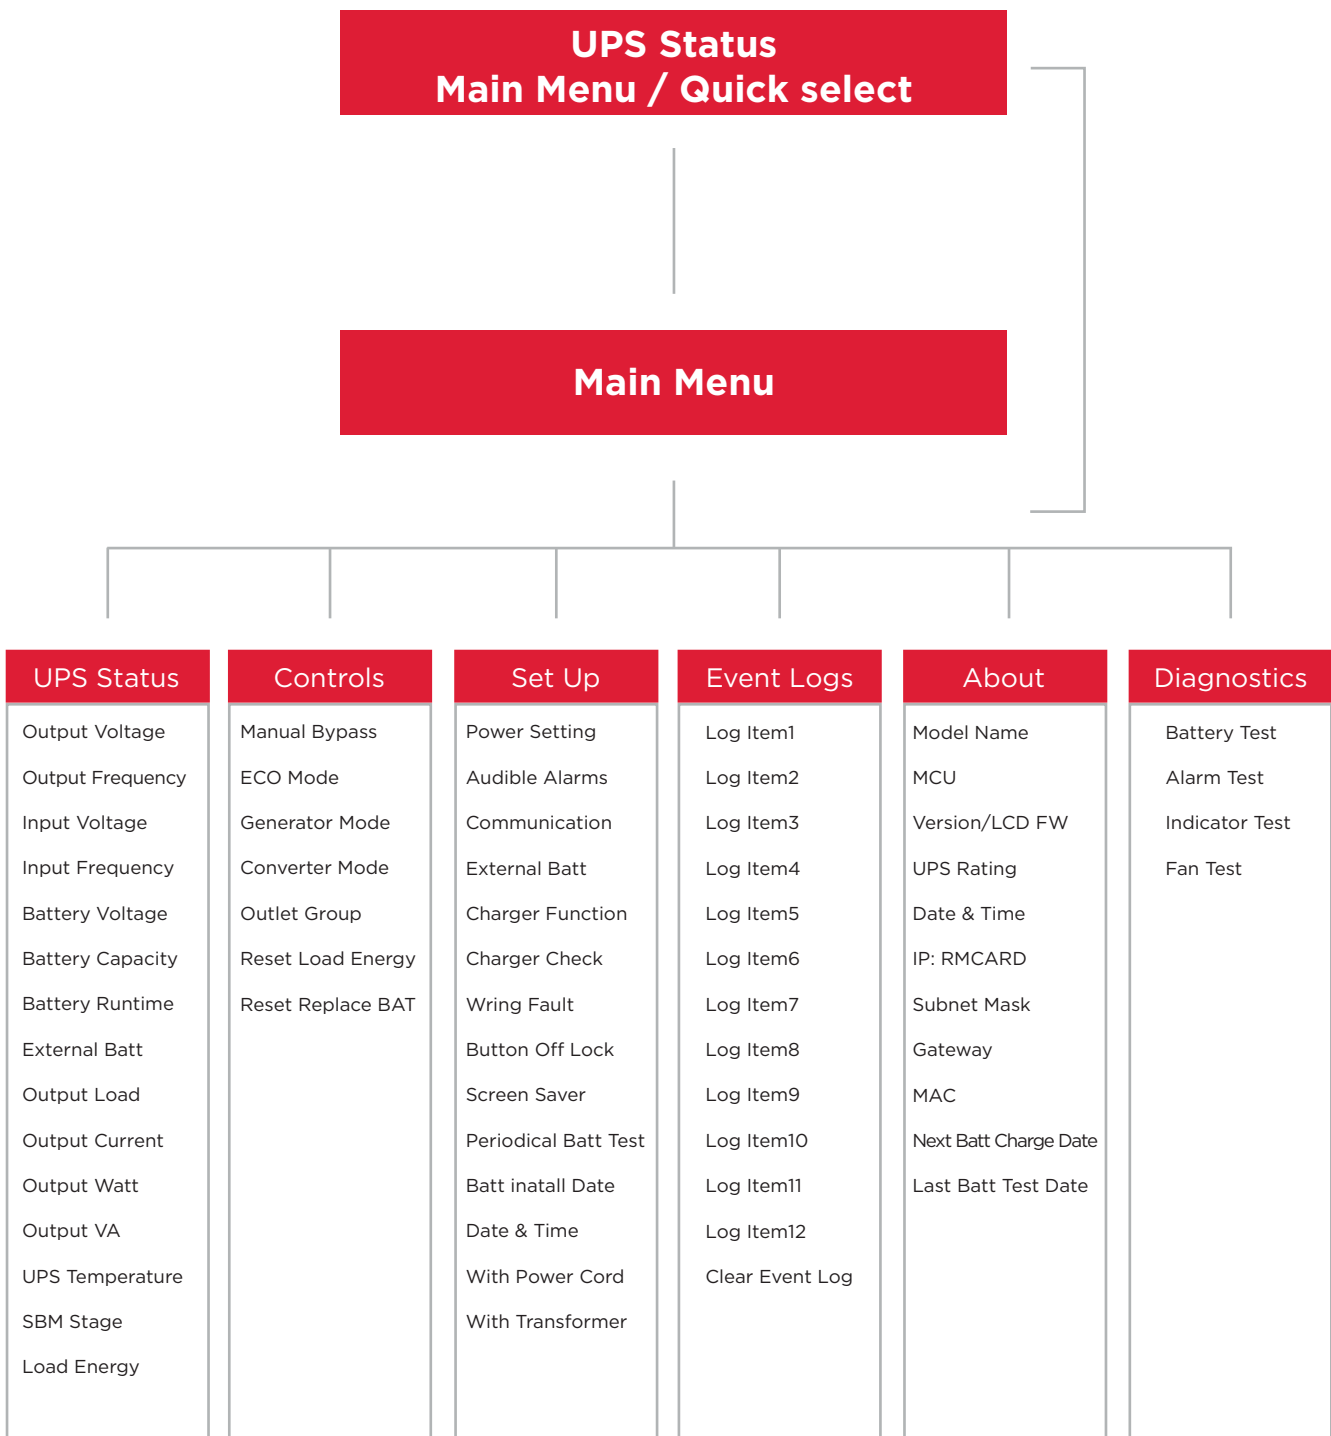 UPS Status
Main Menu / Quick select
Main Menu
UPS Status
Output Voltage
Output Frequency
Input Voltage
Input Frequency
Battery Voltage
Battery Capacity
Battery Runtime
External Batt
Output Load
Output Current
Output Watt
Output VA
UPS Temperature
SBM Stage
Load Energy
Controls
Manual Bypass
ECO Mode
Generator Mode
Converter Mode
Outlet Group
Reset Load Energy
Reset Replace BAT
Set Up
Power Setting
Audible Alarms
Communication
External Batt
Charger Function
Charger Check
Wring Fault
Button Off Lock
Screen Saver
Periodical Batt Test
Batt inatall Date
Date & Time
With Power Cord
With Transformer
Event Logs
Log Item1
Log Item2
Log Item3
Log Item4
Log Item5
Log Item6
Log Item7
Log Item8
Log Item9
Log Item10
Log Item11
Log Item12
Clear Event Log
About
Model Name
MCU
Version/LCD FW
UPS Rating
Date & Time
IP: RMCARD
Subnet Mask
Gateway
MAC
Next Batt Charge Date
Last Batt Test Date
Diagnostics
Battery Test
Alarm Test
Indicator Test
Fan Test